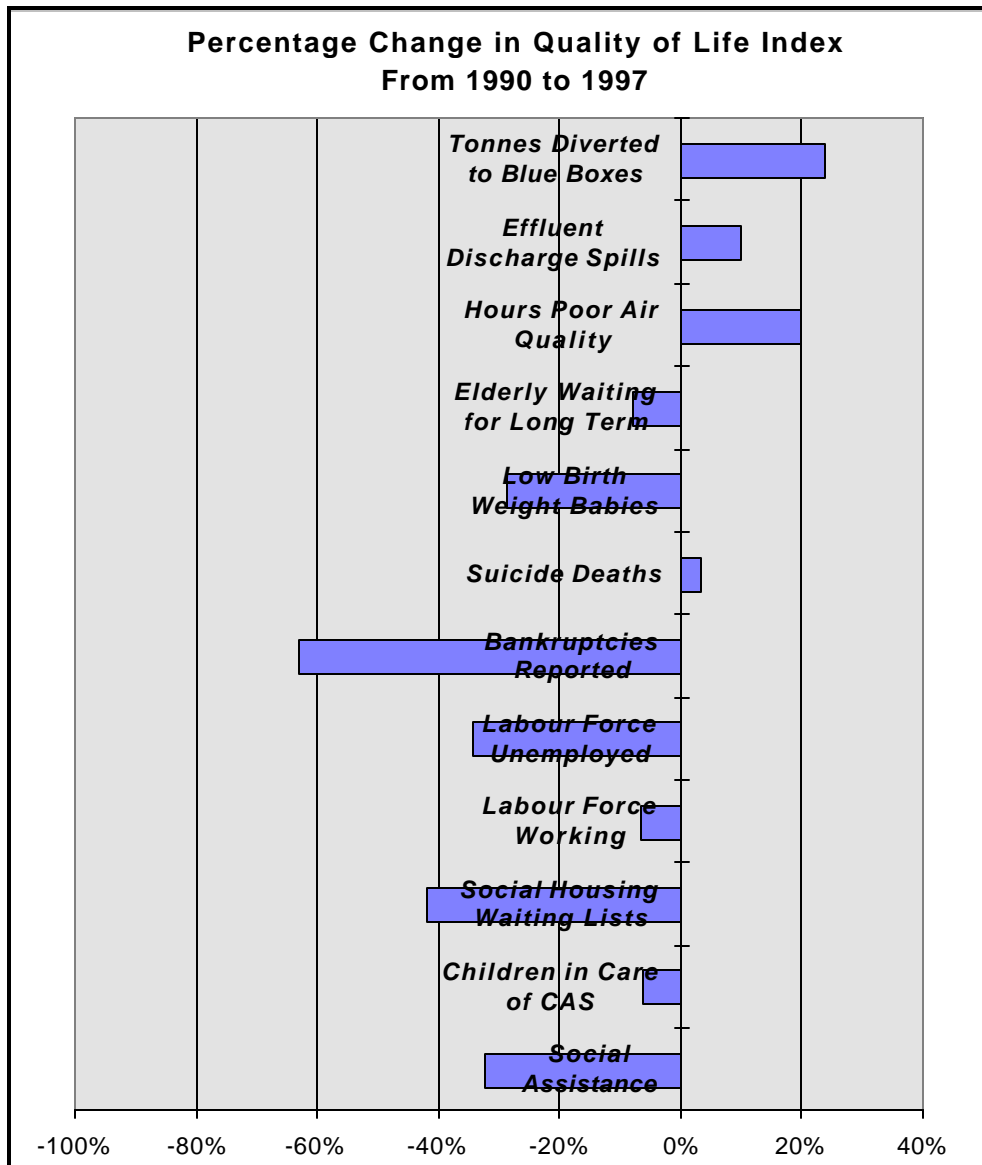 Percentage Change in Quality of Life Index
From 1990 to 1997
Tonnes Diverted
to Blue Boxes
Effluent
Discharge Spills
Hours Poor Air
Quality
Elderly Waiting
for Long Term
Low Birth
Weight Babies
Suicide Deaths
Bankruptcies
Reported
Labour Force
Unemployed
Labour Force
Working
Social Housing
Waiting Lists
Children in Care
of CAS
Social
Assistance
-100% -80% -60% -40% -20% 0% 20% 40%